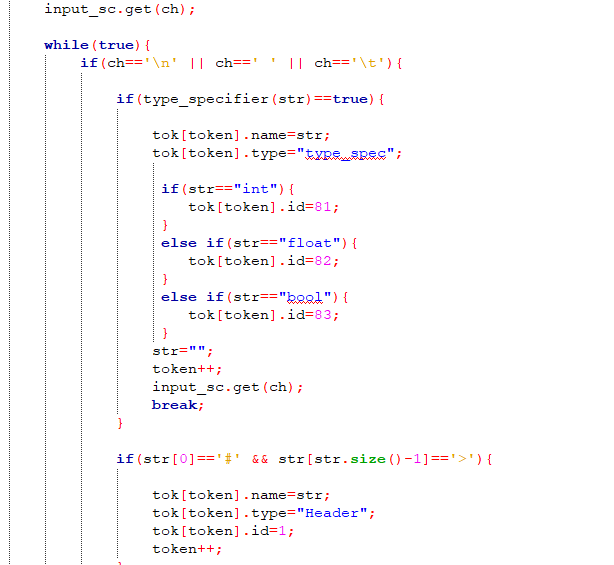 input_sc.get(ch);
while(true){
if(ch=='\n' || ch==' ' || ch=='\t'){
if(type_specifier(str)==true){
tok[token].name=str;
tok[token].type="type_spec";
if(str=="int"){
tok[token].id=81;
}
else if(str=="float"){
tok[token].id=82;
}
else if(str=="bool"){
tok[token].id=83;
}
str="";
token++;
input_sc.get(ch);
break;
}
if(str[0]=='#' && str[str.size()-1]=='>'){
tok[token].name=str;
tok[token].type="Header";
tok[token].id=1;
token++;
}